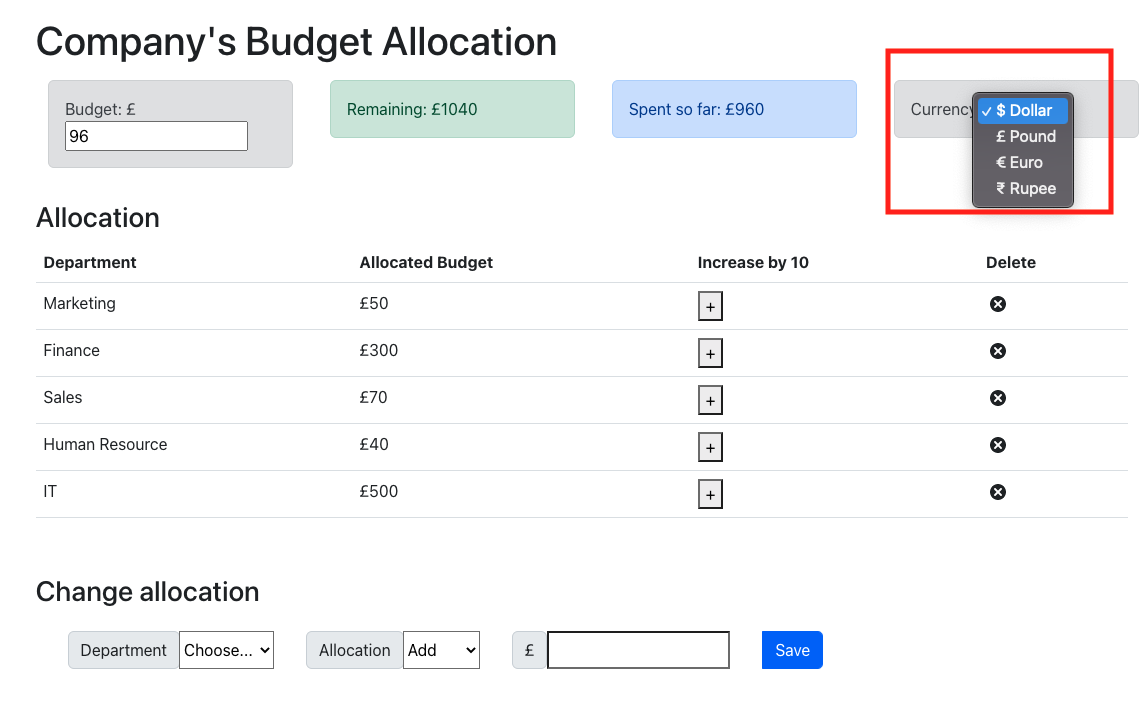 Company's Budget Allocation
Budget: £
96
Remaining: £1040
Spent so far: £960
Currency
✓ $ Dollar
£ Pound
€ Euro
₹ Rupee
Allocation
Department Allocated Budget Increase by 10 Delete
Marketing £50 +
Finance £300 +
Sales £70 +
Human Resource £40 +
IT £500 +
Change allocation
Department Choose... Allocation Add £ Save